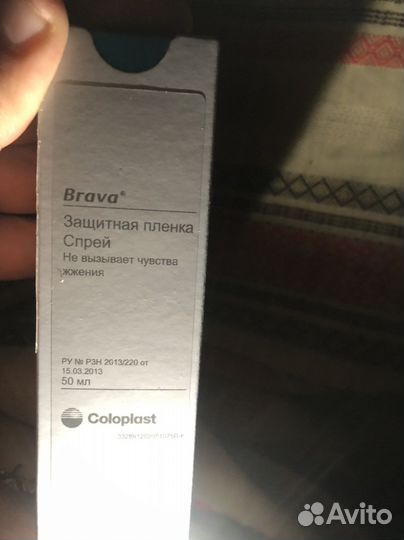 Brava®
Защитная пленка
Спрей
Не вызывает чувства
жжения
РУ № РЗН 2013/220 от
15.03.2013
50 мл
Coloplast
Avito